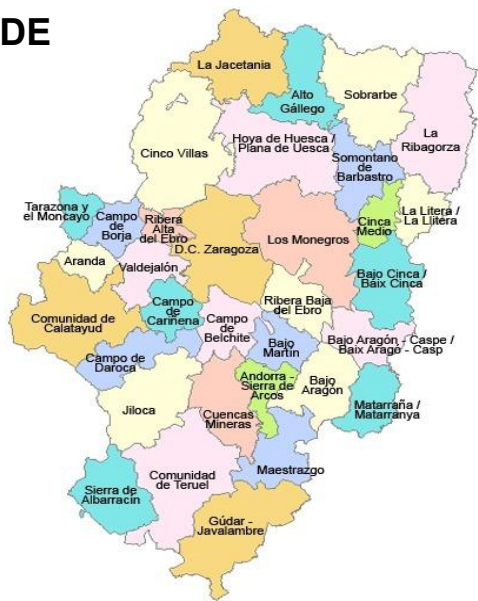 DE
La Jacetania
Alto
Gállego
Sobrarbe
La
Ribagorza
Cinco Villas
Hoya de Huesca /
Plana de Uesca
Somontano
de
Barbastro
Tarazona y
el Moncayo
Campo
de
Borja
Ribera
Alta
del Ebro
D.C. Zaragoza
Los Monegros
Cinca
Medio
La Litera /
La Llitera
Aranda
Valdejalón
Bajo Cinca /
Baix Cinca
Comunidad de
Calatayud
Campo
de
Cariñena
Campo
de
Belchite
Ribera Baja
del Ebro
Bajo Aragón - Caspe /
Baix Aragó - Casp
Campo de
Daroca
Bajo
Martín
Jiloca
Cuencas
Mineras
Andorra -
Sierra de
Arcos
Bajo
Aragón
Matarraña /
Matarranya
Sierra de
Albarracín
Comunidad
de Teruel
Maestrazgo
Gúdar -
Javalambre